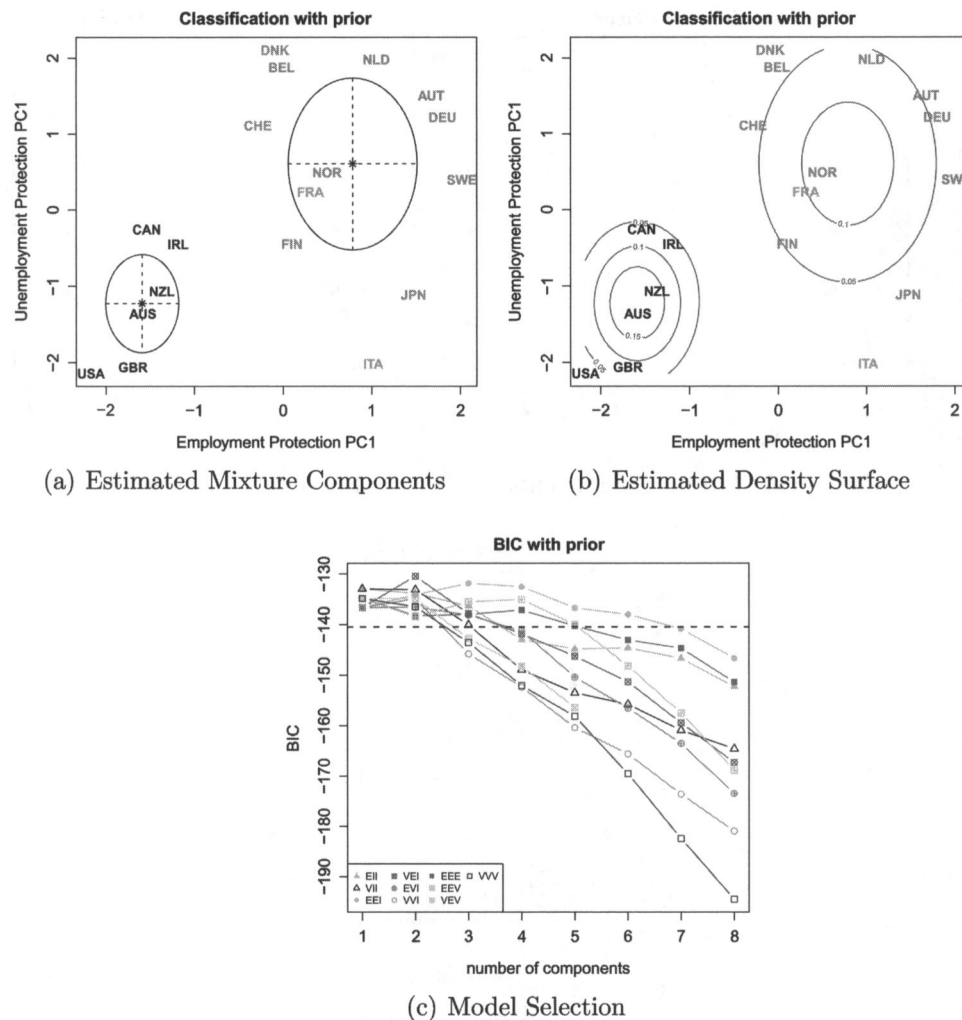 Classification with prior
Unemployment Protection PC1
2
1
0
−1
−2
DNK
BEL
NLD
AUT
DEU
CHE
NOR
FRA
SWE
CAN
IRL
FIN
NZL
AUS
JPN
USA
GBR
ITA
−2 −1 0 1 2
Employment Protection PC1
(a) Estimated Mixture Components
Classification with prior
Unemployment Protection PC1
2
1
0
−1
−2
DNK
BEL
NLD
AUT
DEU
CHE
NOR
FRA
SW
0.1
CAN
0.05
IRL
FIN
0.1
NZL
0.05
JPN
AUS
0.15
USA
GBR
ITA
−2 −1 0 1 2
Employment Protection PC1
(b) Estimated Density Surface
BIC with prior
BIC
−130
−140
−150
−160
−170
−180
−190
EII VEI EEE VVV
VII EVI EEV
EEI VVI VEV
1 2 3 4 5 6 7 8
number of components
(c) Model Selection